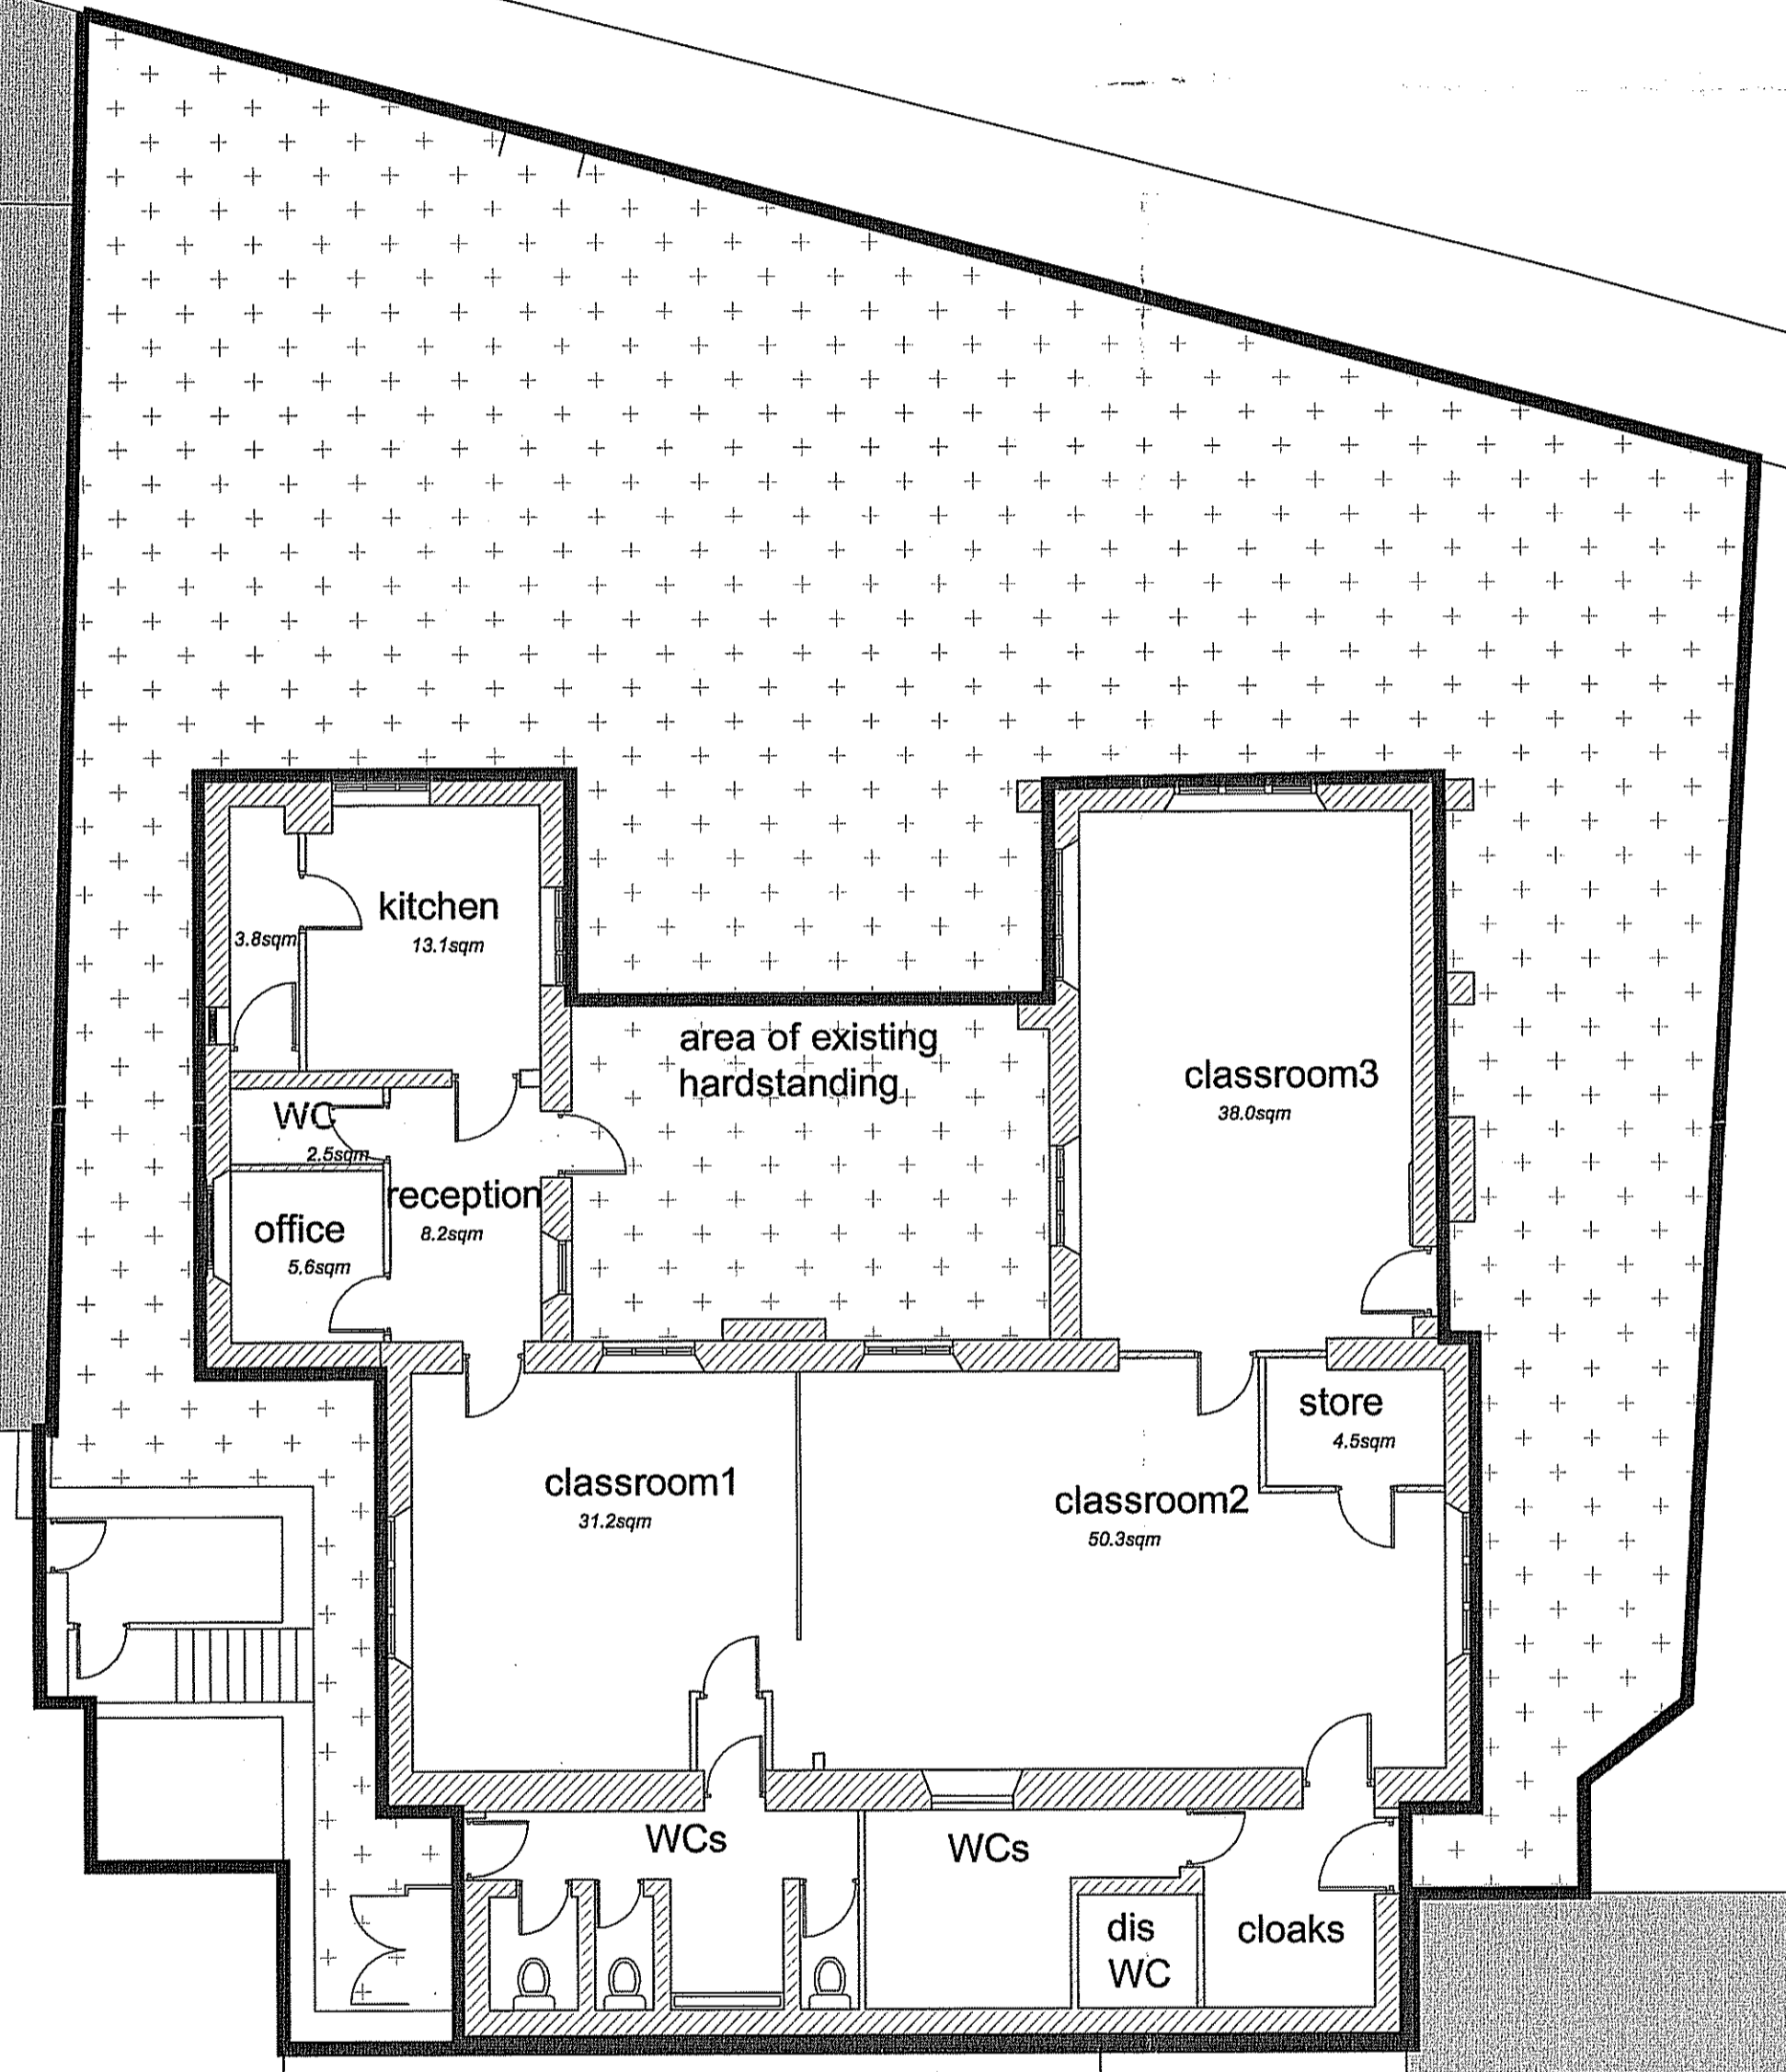 kitchen
3.8sqm
13.1sqm
area of existing
hardstanding
classroom3
38.0sqm
WC
2.5sqm
reception
8.2sqm
office
5.6sqm
store
4.5sqm
classroom1
31.2sqm
classroom2
50.3sqm
WCs
WCs
dis
WC
cloaks